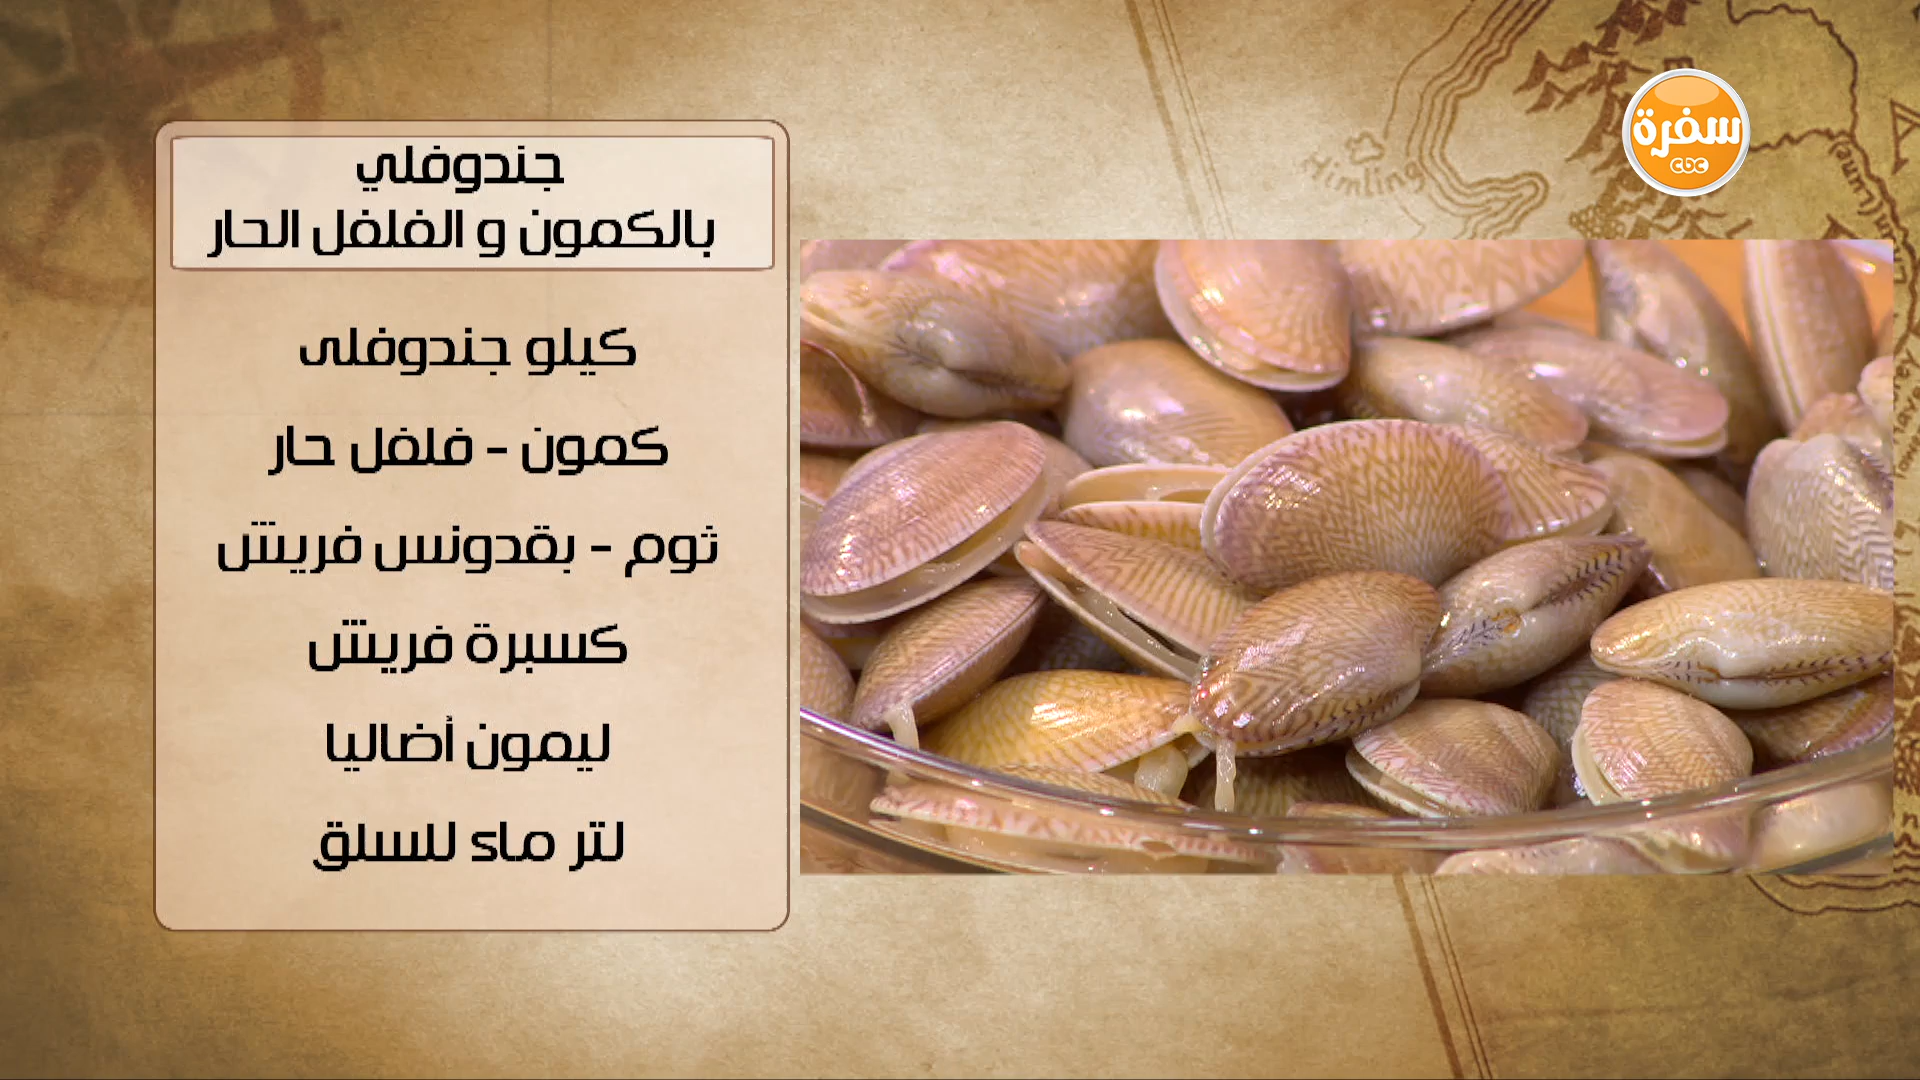 جندوفلي
بالكمون و الفلفل الحار
كيلو جندوفلى
كمون - فلفل حار
ثوم - بقدونس فريش
كسبرة فريش
ليمون أضاليا
لتر ماء للسلق
سفرة
cbc
Himling